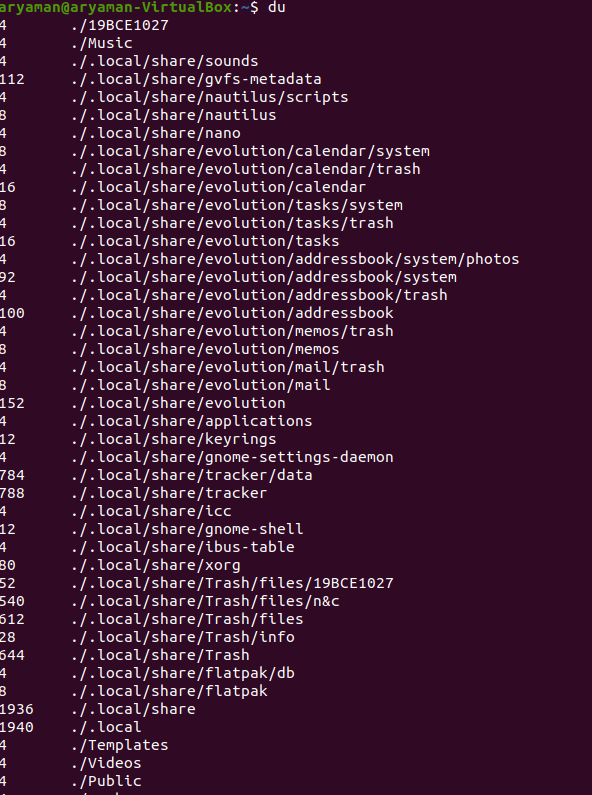 aryaman@aryaman-VirtualBox:~$ du
4 ./19BCE1027
4 ./Music
4 ./.local/share/sounds
112 ./.local/share/gvfs-metadata
4 ./.local/share/nautilus/scripts
8 ./.local/share/nautilus
4 ./.local/share/nano
8 ./.local/share/evolution/calendar/system
4 ./.local/share/evolution/calendar/trash
16 ./.local/share/evolution/calendar
8 ./.local/share/evolution/tasks/system
4 ./.local/share/evolution/tasks/trash
16 ./.local/share/evolution/tasks
4 ./.local/share/evolution/addressbook/system/photos
92 ./.local/share/evolution/addressbook/system
4 ./.local/share/evolution/addressbook/trash
100 ./.local/share/evolution/addressbook
4 ./.local/share/evolution/memos/trash
8 ./.local/share/evolution/memos
4 ./.local/share/evolution/mail/trash
8 ./.local/share/evolution/mail
152 ./.local/share/evolution
4 ./.local/share/applications
12 ./.local/share/keyrings
4 ./.local/share/gnome-settings-daemon
784 ./.local/share/tracker/data
788 ./.local/share/tracker
4 ./.local/share/icc
12 ./.local/share/gnome-shell
4 ./.local/share/ibus-table
80 ./.local/share/xorg
52 ./.local/share/Trash/files/19BCE1027
540 ./.local/share/Trash/files/n&c
612 ./.local/share/Trash/files
28 ./.local/share/Trash/info
644 ./.local/share/Trash
4 ./.local/share/flatpak/db
8 ./.local/share/flatpak
1936 ./.local/share
1940 ./.local
4 ./Templates
4 ./Videos
4 ./Public